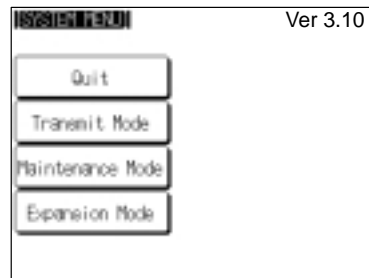 SYSTEM MENU Ver 3.10
Quit
Transmit Mode
Maintenance Mode
Expansion Mode